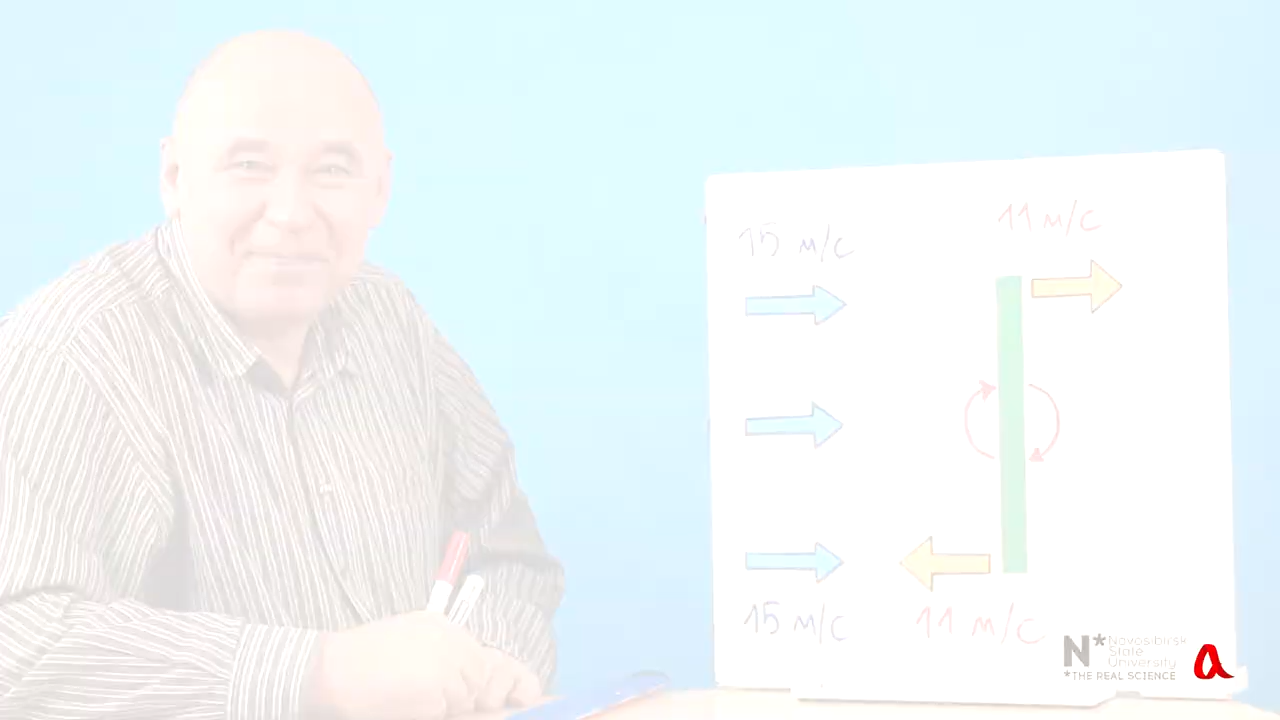 15 м/с
11 м/с
15 м/с
11 м/с
N*
Novosibirsk
State
University
*THE REAL SCIENCE
a